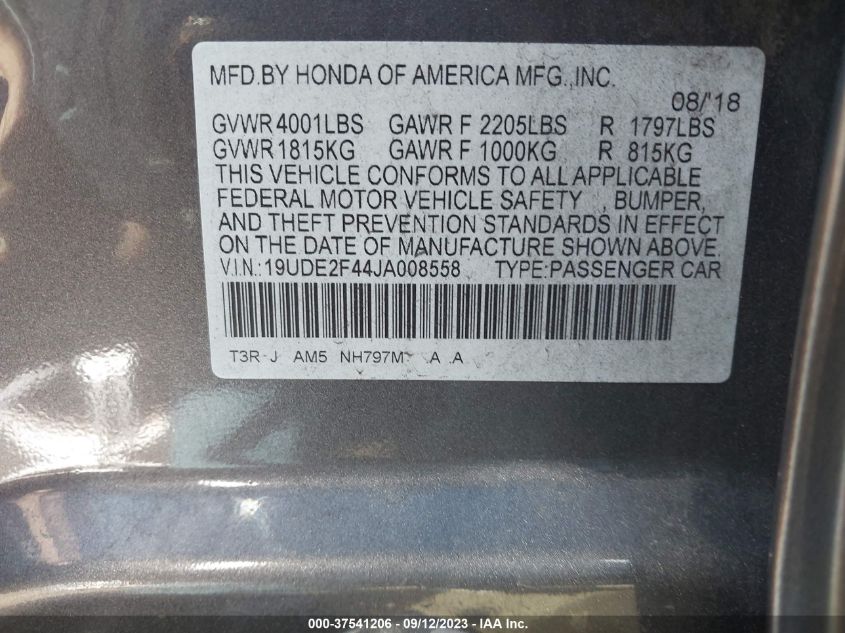 MFD.BY HONDA OF AMERICA MFG.,INC.
08/'18
GVWR 4001LBS GAWR F 2205LBS R 1797LBS
GVWR 1815KG GAWR F 1000KG R 815KG
THIS VEHICLE CONFORMS TO ALL APPLICABLE
FEDERAL MOTOR VEHICLE SAFETY , BUMPER,
AND THEFT PREVENTION STANDARDS IN EFFECT
ON THE DATE OF MANUFACTURE SHOWN ABOVE.
V.I.N.:19UDE2F44JA008558 TYPE:PASSENGER CAR
T3R-J AM5 NH797M A A
000-37541206 - 09/12/2023 - IAA Inc.